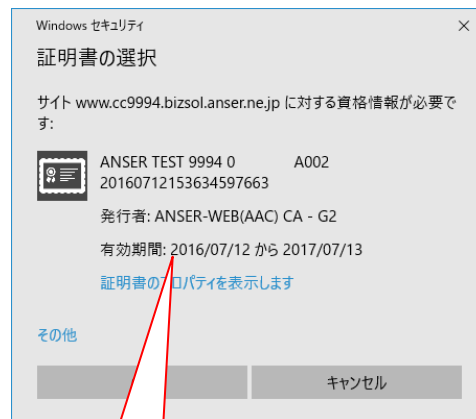 Windows セキュリティ
証明書の選択
サイト www.cc9994.bizsol.anser.ne.jp に対する資格情報が必要で
す:
ANSER TEST 9994 0 A002
20160712153634597663
発行者: ANSER-WEB(AAC) CA - G2
有効期間: 2016/07/12 から 2017/07/13
証明書のプロパティを表示します
その他
キャンセル